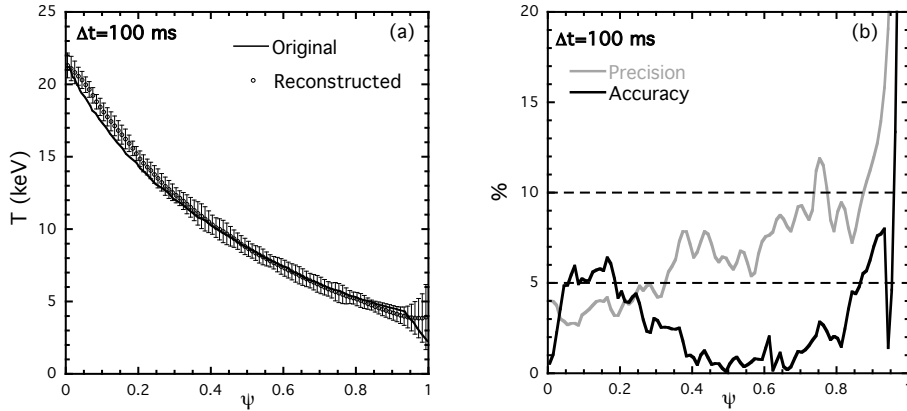 Δt=100 ms
(a)
Original
Reconstructed
T (keV)
25
20
15
10
5
0
0
0.2
0.4
0.6
0.8
1
ψ
Δt=100 ms
(b)
Precision
Accuracy
%
20
15
10
5
0
0
0.2
0.4
0.6
0.8
1
ψ